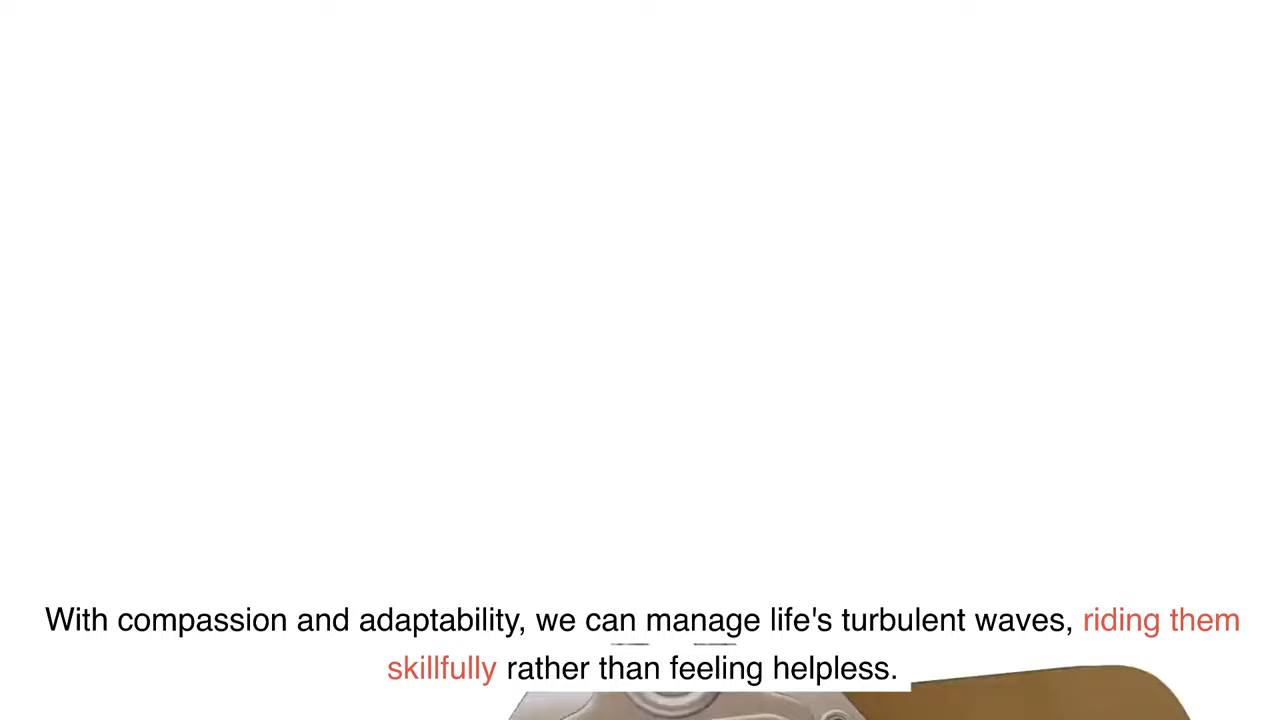 With compassion and adaptability, we can manage life's turbulent waves, riding them
skillfully rather than feeling helpless.